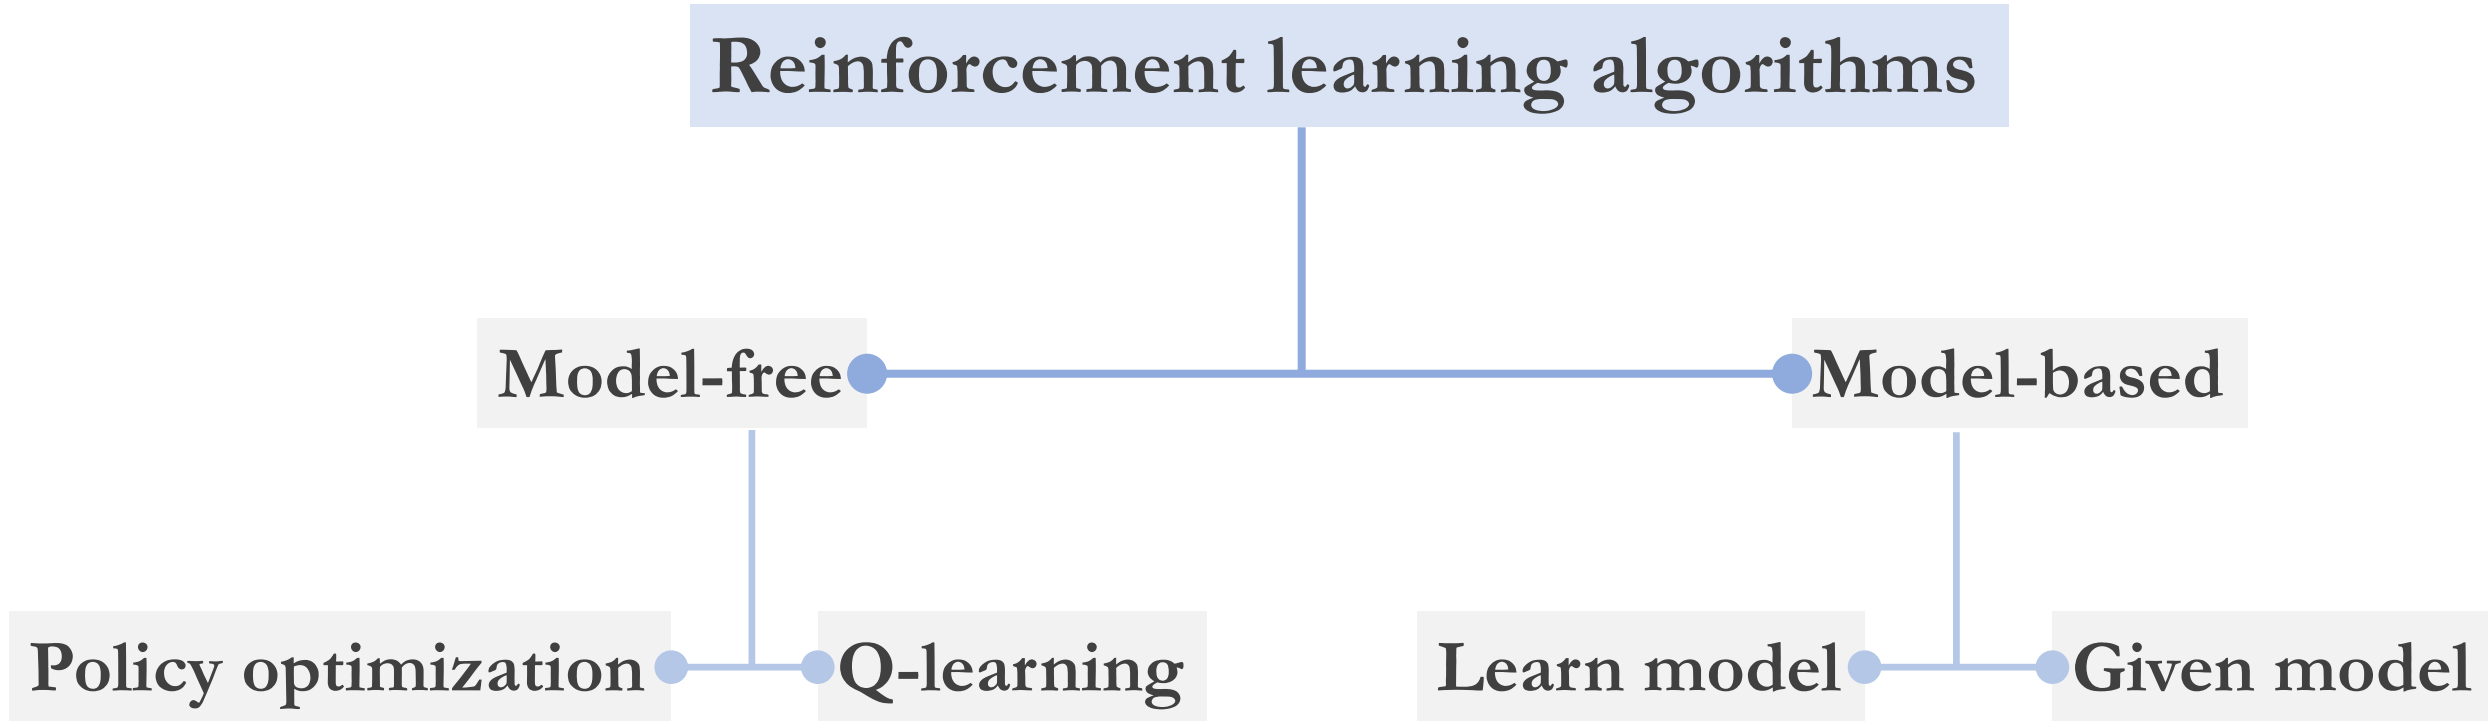 Reinforcement learning algorithms
Model-free
Model-based
Policy optimization
Q-learning
Learn model
Given model